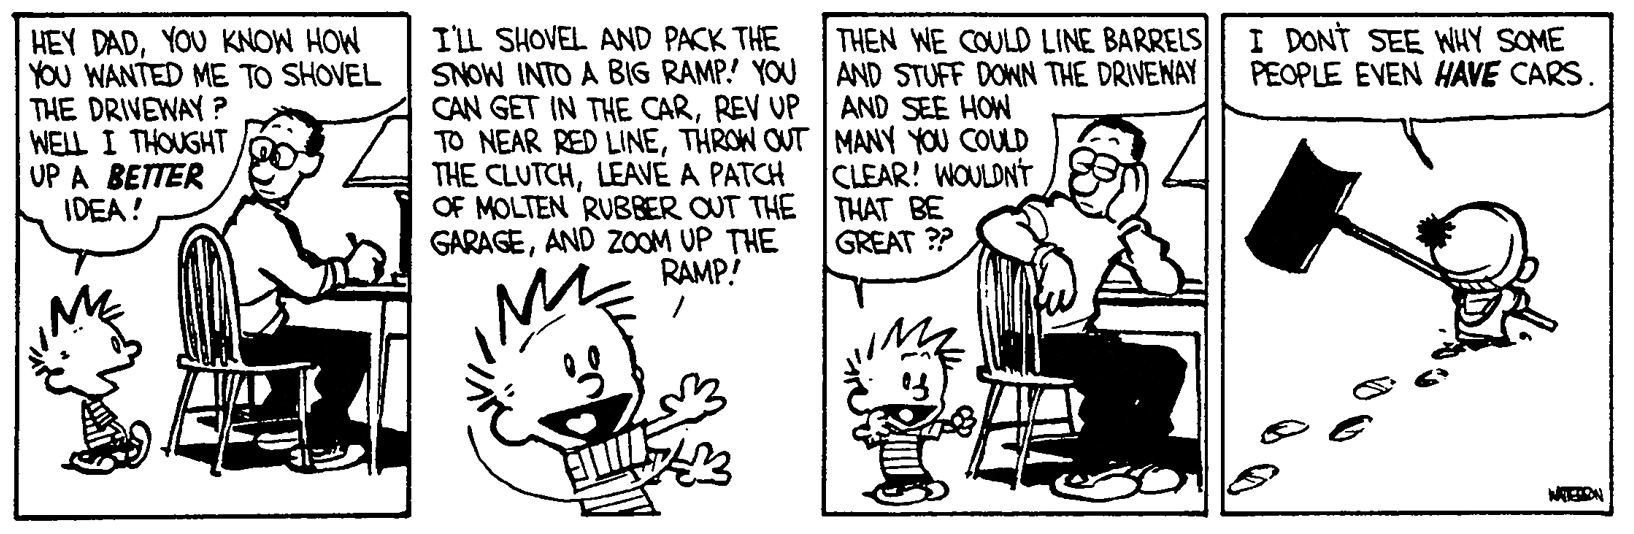 HEY DAD, YOU KNOW HOW
YOU WANTED ME TO SHOVEL
THE DRIVEWAY?
WELL I THOUGHT
UP A BETTER
IDEA!
I'LL SHOVEL AND PACK THE
SNOW INTO A BIG RAMP! YOU
CAN GET IN THE CAR, REV UP
TO NEAR RED LINE, THROW OUT
THE CLUTCH, LEAVE A PATCH
OF MOLTEN RUBBER OUT THE
GARAGE, AND ZOOM UP THE
RAMP!
THEN WE COULD LINE BARRELS
AND STUFF DOWN THE DRIVEWAY
AND SEE HOW
MANY YOU COULD
CLEAR! WOULDN'T
THAT BE
GREAT??
I DON'T SEE WHY SOME
PEOPLE EVEN HAVE CARS.
WATTERSON